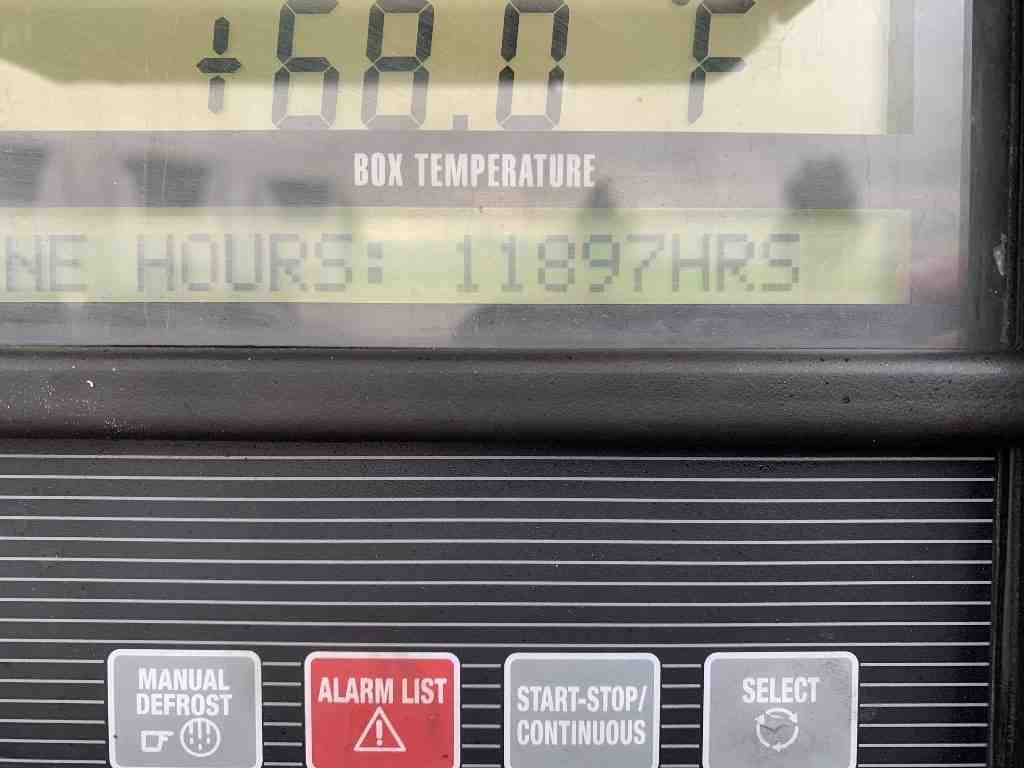 +68.0 °F
BOX TEMPERATURE
NE HOURS: 11897HRS
MANUAL
DEFROST
ALARM LIST
START-STOP/
CONTINUOUS
SELECT